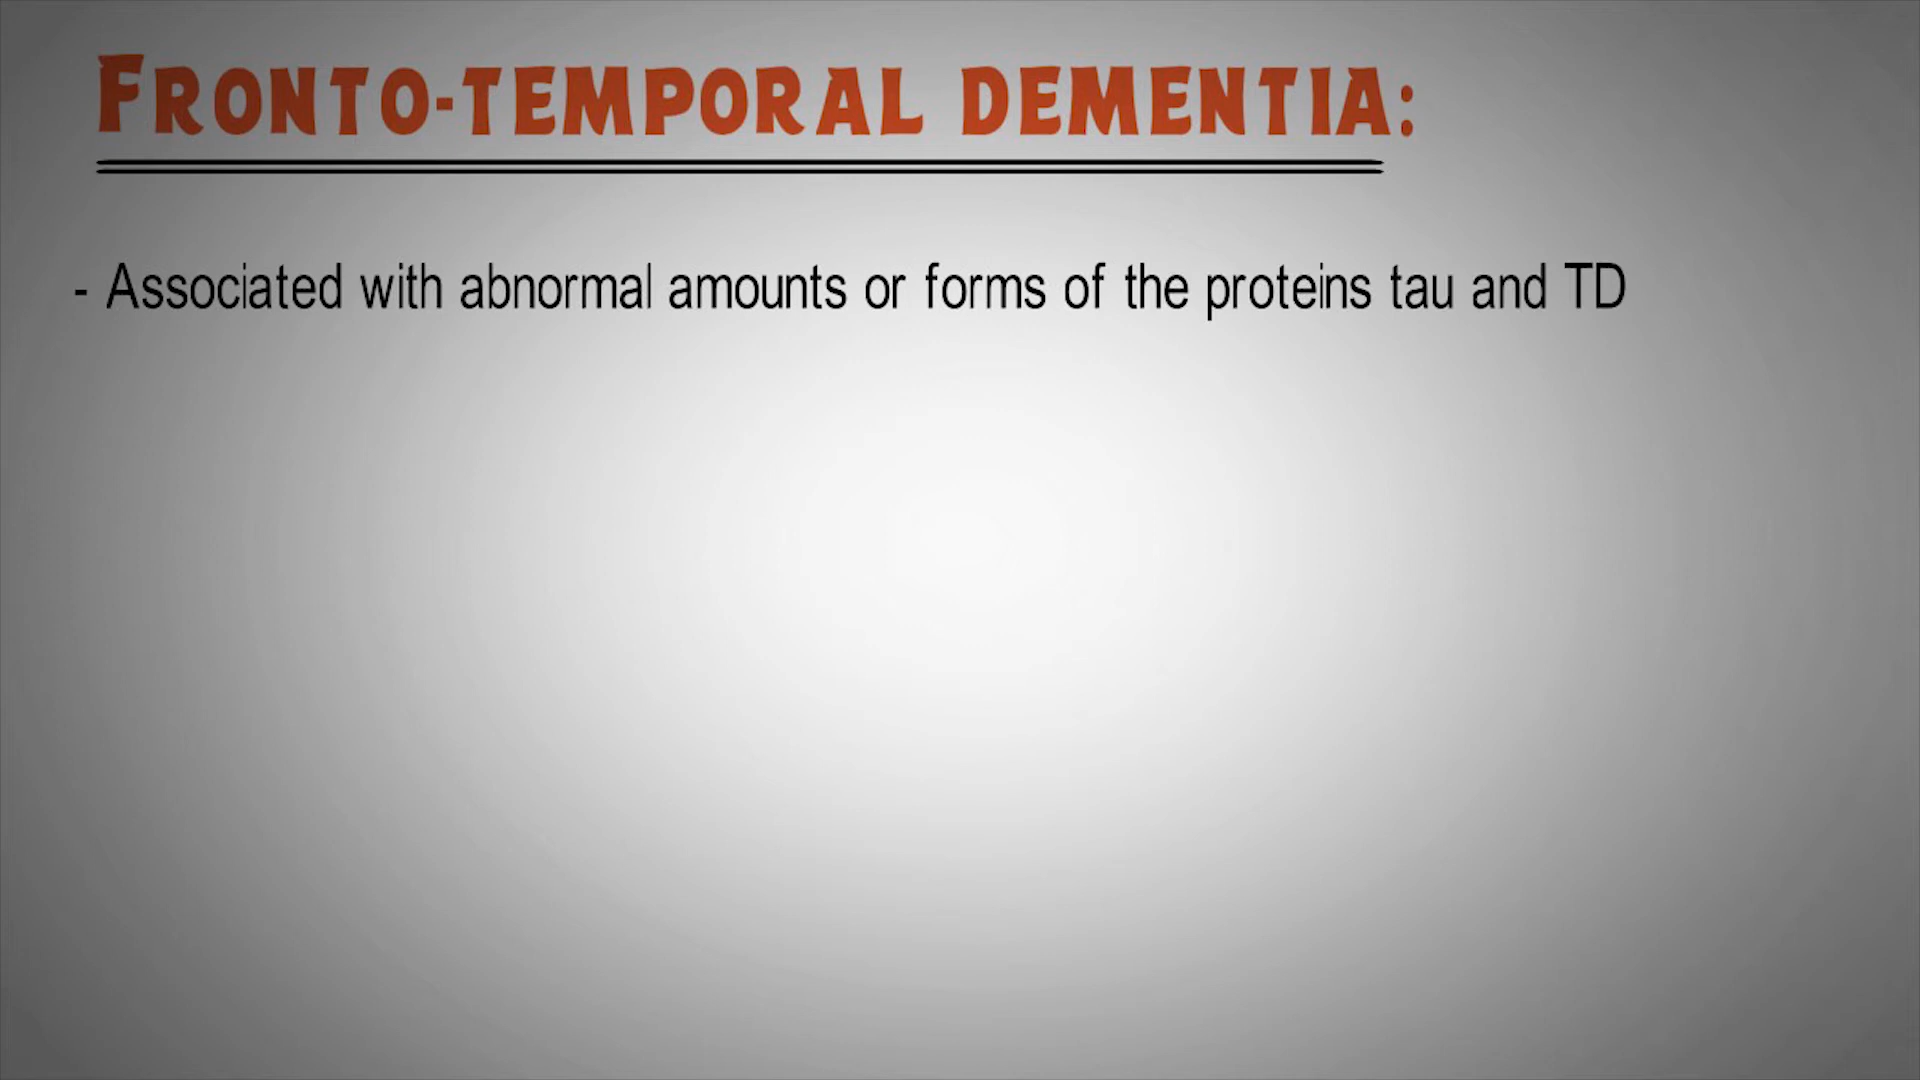 FRONTO-TEMPORAL DEMENTIA:
- Associated with abnormal amounts or forms of the proteins tau and TD